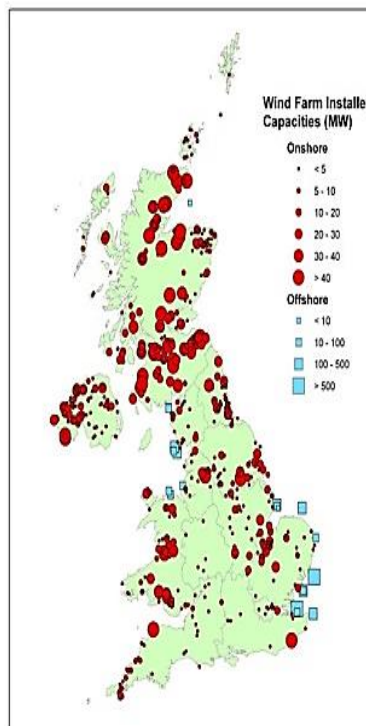 Wind Farm Installe
Capacities (MW)
Onshore
< 5
5 - 10
10 - 20
20 - 30
30 - 40
> 40
Offshore
< 10
10 - 100
100 - 500
> 500